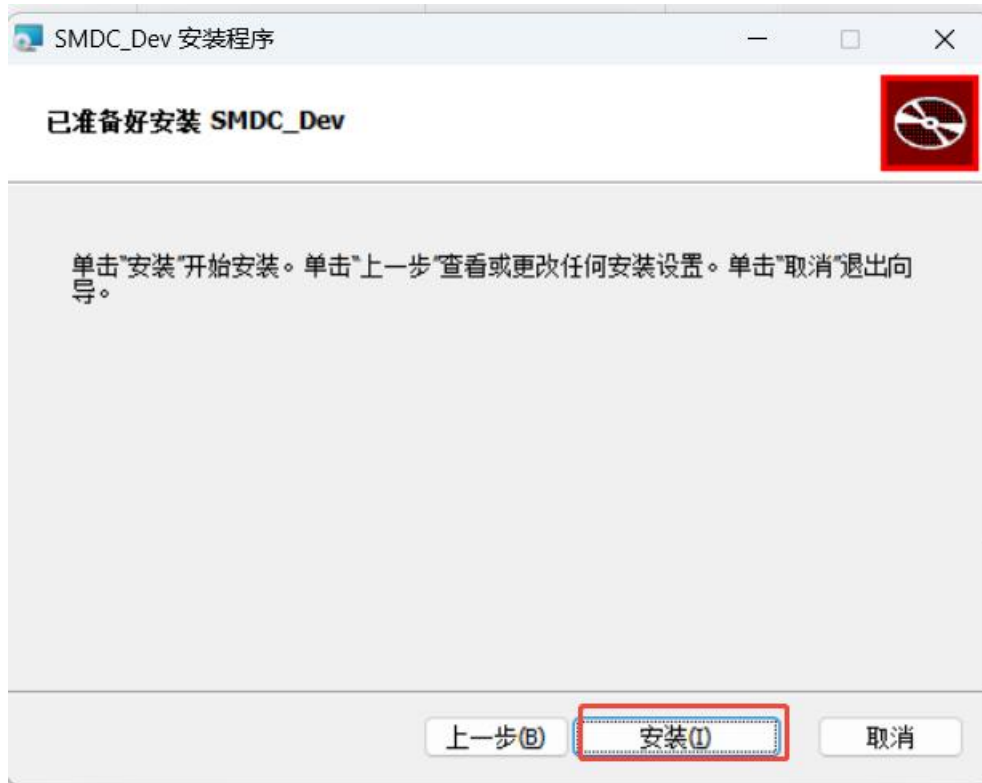 SMDC_Dev 安装程序
已准备好安装 SMDC_Dev
单击"安装"开始安装。单击"上一步"查看或更改任何安装设置。单击"取消"退出向
导。
上一步(B) 安装(I) 取消